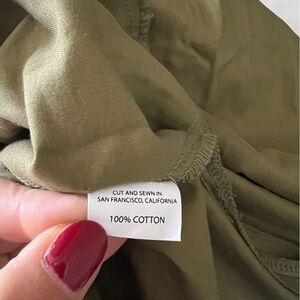 CUT AND SEWN IN
SAN FRANCISCO, CALIFORNIA
100% COTTON